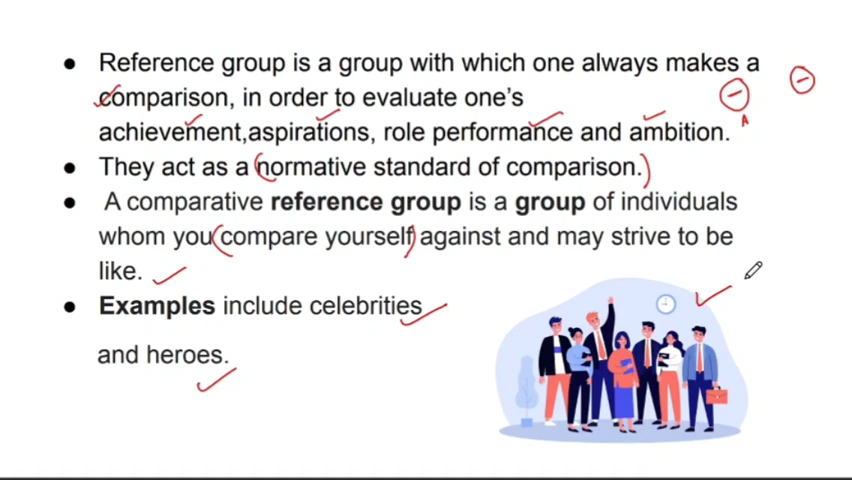 ● Reference group is a group with which one always makes a
comparison, in order to evaluate one's
achievement,aspirations, role performance and ambition.
● They act as a (normative standard of comparison.)
● A comparative reference group is a group of individuals
whom you (compare yourself) against and may strive to be
like.
● Examples include celebrities
and heroes.
A